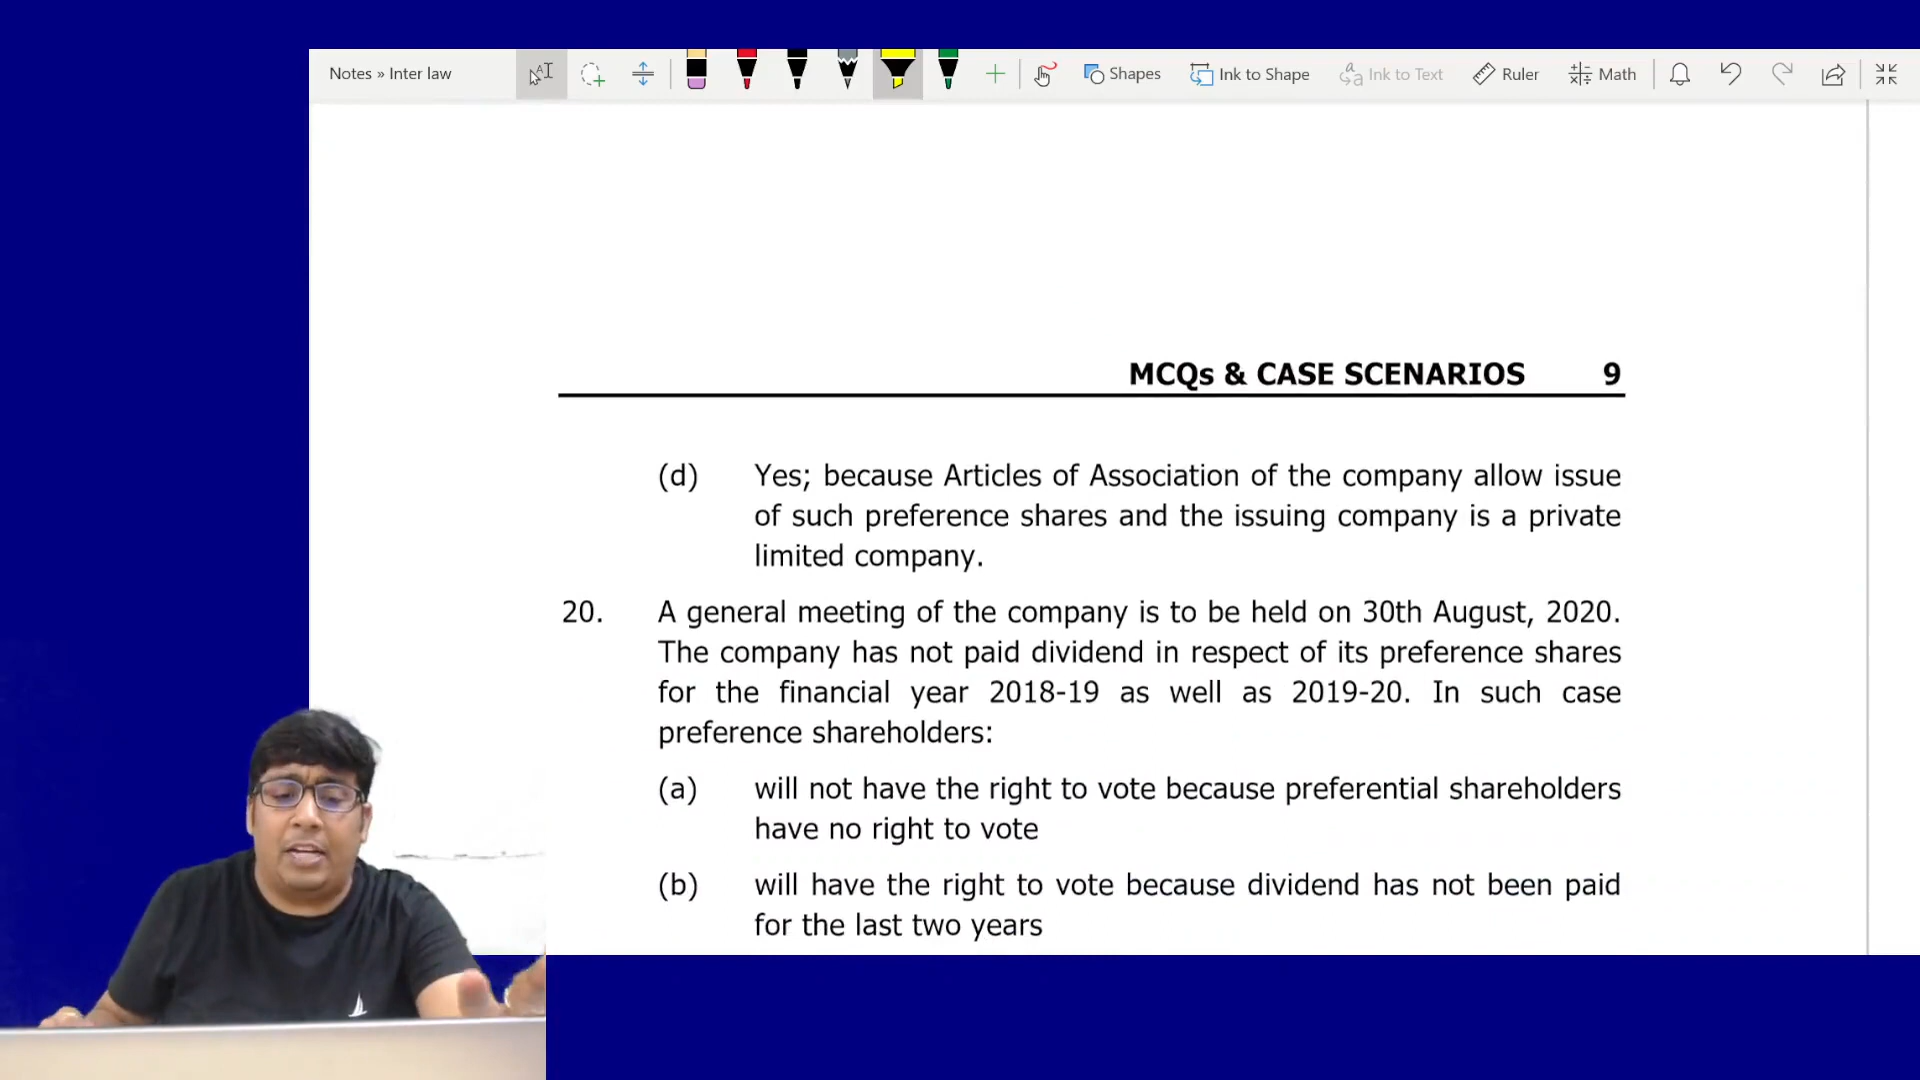 Notes » Inter law
Shapes
Ink to Shape
Ink to Text
Ruler
Math
MCQs & CASE SCENARIOS 9
(d) Yes; because Articles of Association of the company allow issue
of such preference shares and the issuing company is a private
limited company.
20. A general meeting of the company is to be held on 30th August, 2020.
The company has not paid dividend in respect of its preference shares
for the financial year 2018-19 as well as 2019-20. In such case
preference shareholders:
(a) will not have the right to vote because preferential shareholders
have no right to vote
(b) will have the right to vote because dividend has not been paid
for the last two years